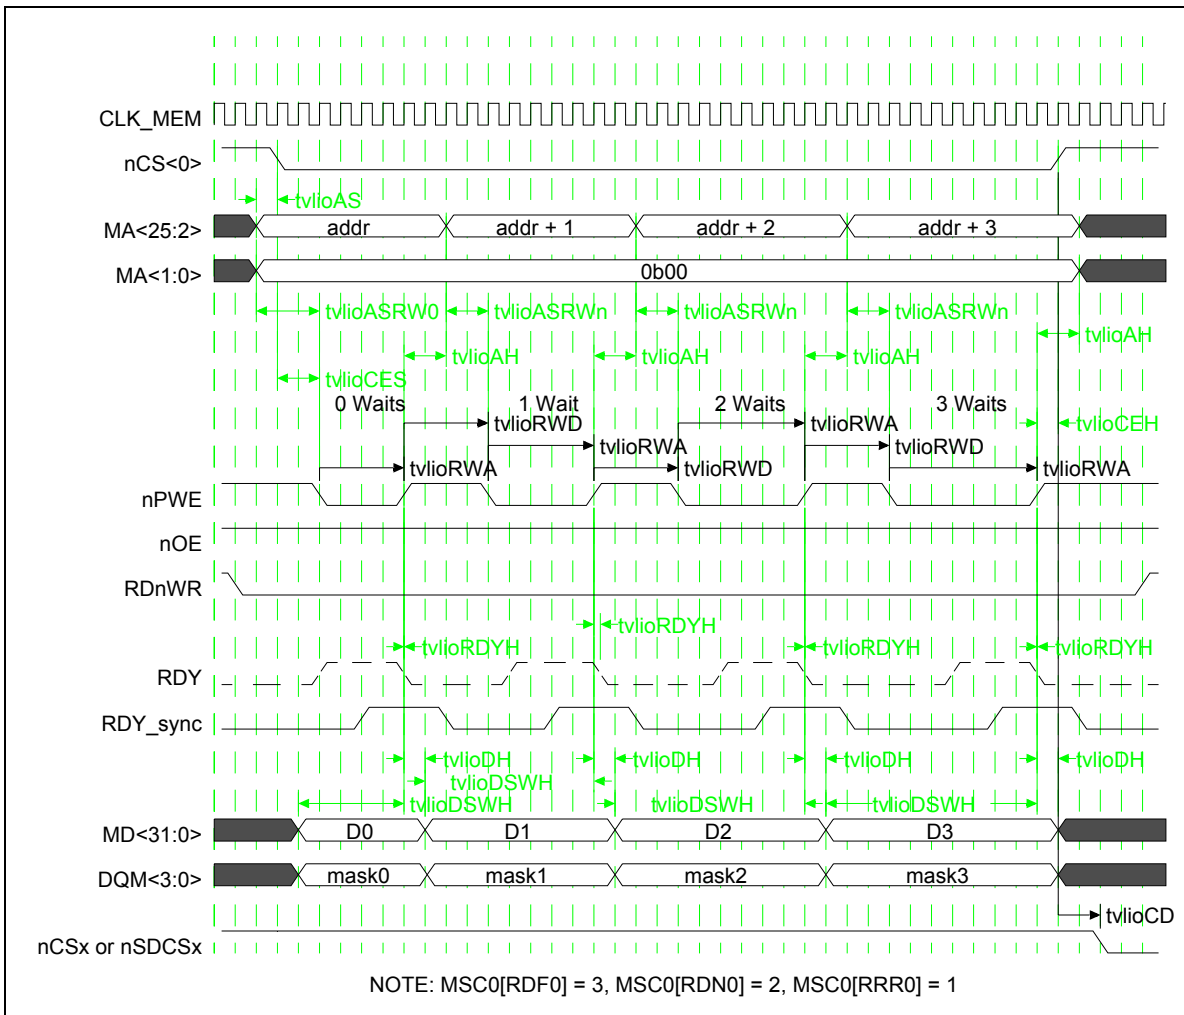 CLK_MEM
nCS<0>
tvlioAS
MA<25:2> addr addr + 1 addr + 2 addr + 3
MA<1:0> 0b00
tvlioASRW0 tvlioASRWn tvlioASRWn tvlioASRWn
tvlioAH
tvlioAH tvlioAH tvlioAH
tvlioCES
0 Waits 1 Wait 2 Waits 3 Waits
tvlioRWD tvlioRWA tvlioCEH
tvlioRWA tvlioRWD
tvlioRWA tvlioRWD tvlioRWA
nPWE
nOE
RDnWR
tvlioRDYH
tvlioRDYH tvlioRDYH tvlioRDYH
RDY
RDY_sync
tvlioDH tvlioDH tvlioDH tvlioDH
tvlioDSWH
tvlioDSWH tvlioDSWH tvlioDSWH
MD<31:0> D0 D1 D2 D3
DQM<3:0> mask0 mask1 mask2 mask3
tvlioCD
nCSx or nSDCSx
NOTE: MSC0[RDF0] = 3, MSC0[RDN0] = 2, MSC0[RRR0] = 1